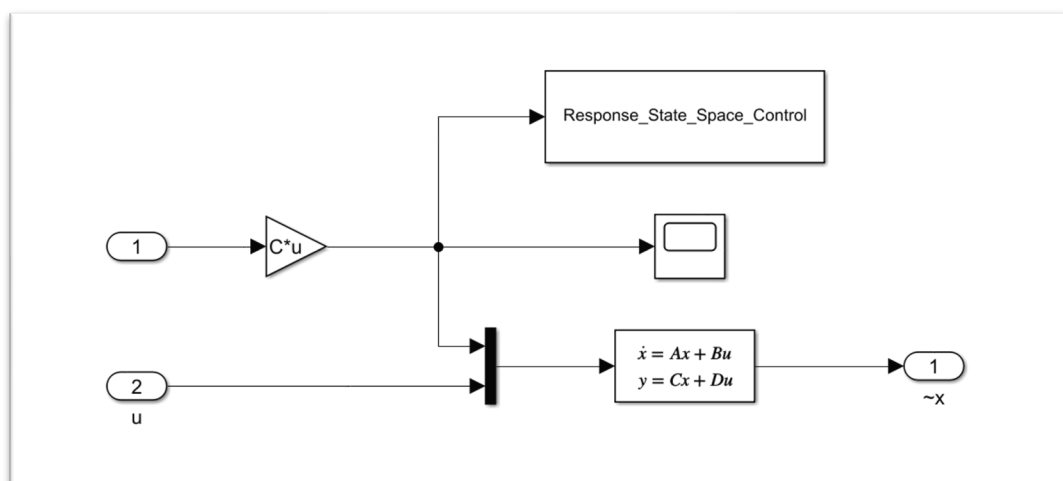 Response_State_Space_Control
1
C*u
ẋ = Ax + Bu
y = Cx + Du
1
~x
2
u